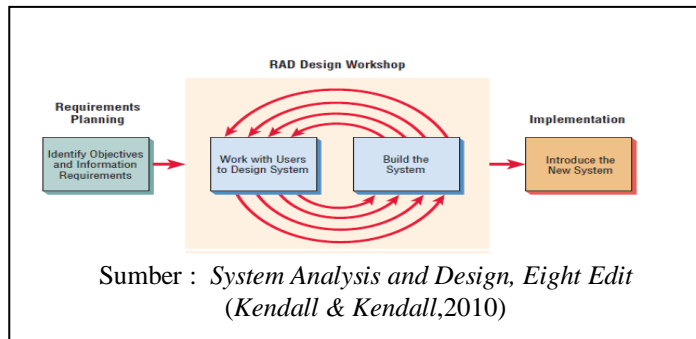 RAD Design Workshop
Requirements
Planning
Implementation
Identify Objectives
and Information
Requirements
Work with Users
to Design System
Build the
System
Introduce the
New System
Sumber : System Analysis and Design, Eight Edit
(Kendall & Kendall,2010)